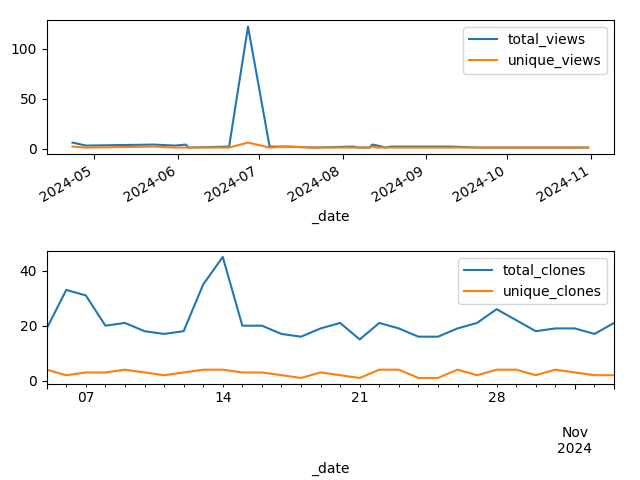 100
50
0
total_views
unique_views
2024-05
2024-06
2024-07
2024-08
2024-09
2024-10
2024-11
_date
40
20
0
total_clones
unique_clones
07
14
21
28
Nov
2024
_date